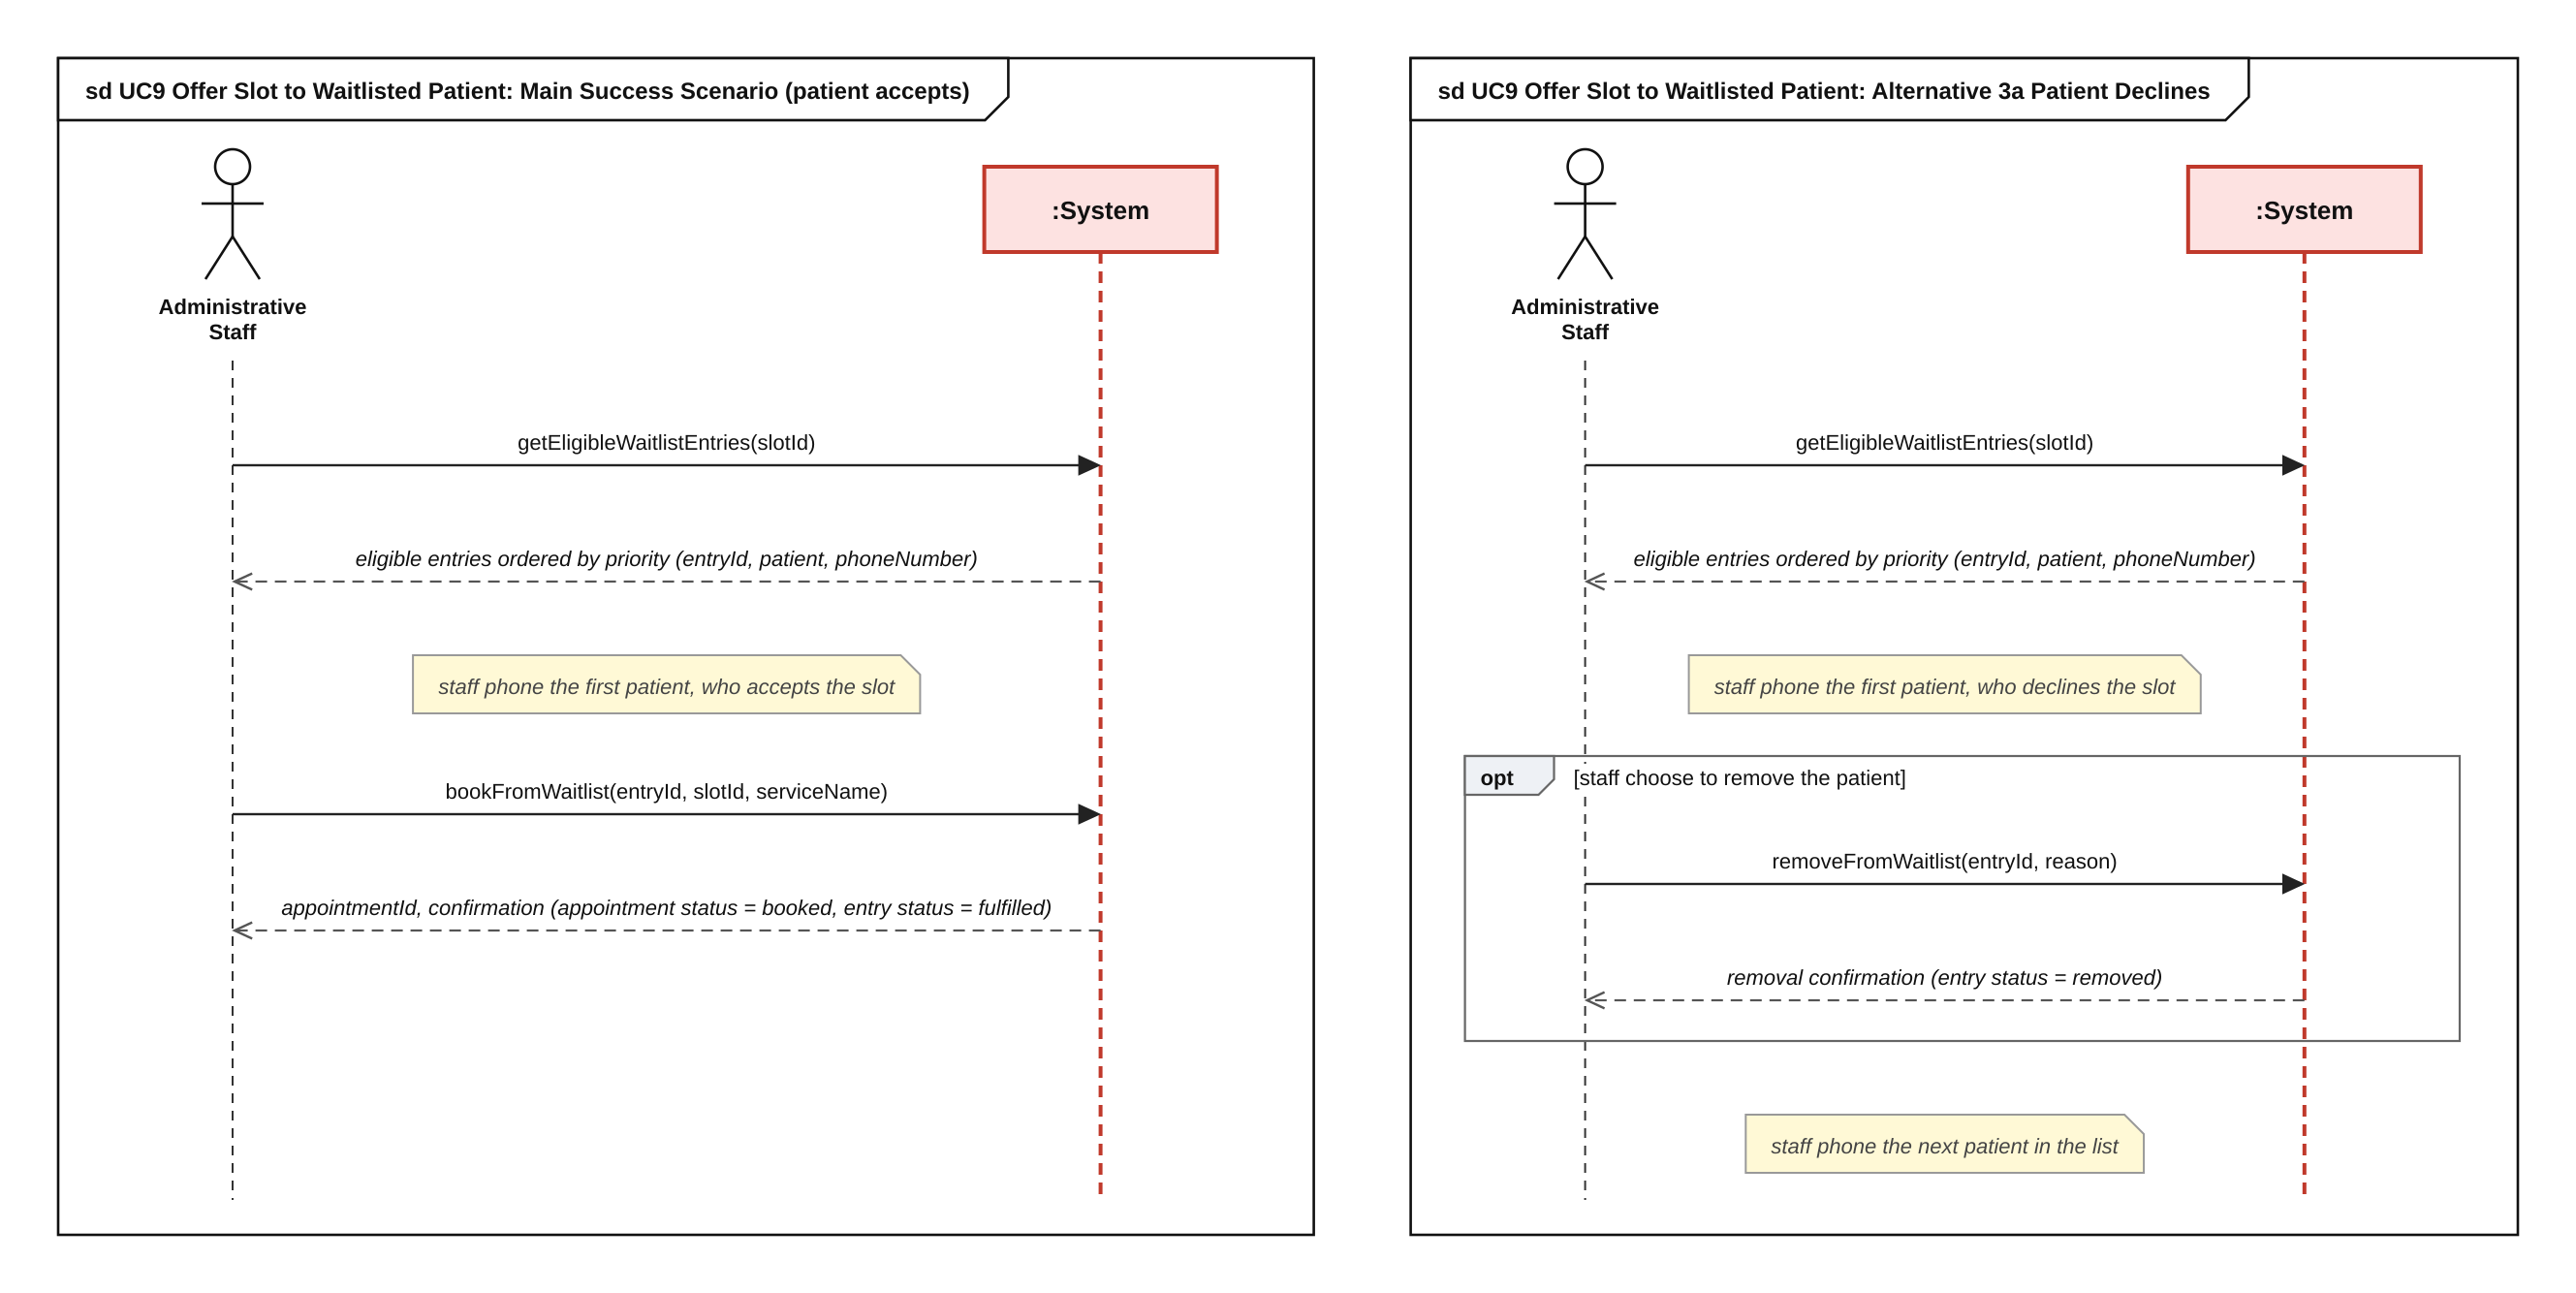 sd UC9 Offer Slot to Waitlisted Patient: Main Success Scenario (patient accepts)
:System
Administrative
Staff
getEligibleWaitlistEntries(slotId)
eligible entries ordered by priority (entryId, patient, phoneNumber)
staff phone the first patient, who accepts the slot
bookFromWaitlist(entryId, slotId, serviceName)
appointmentId, confirmation (appointment status = booked, entry status = fulfilled)
sd UC9 Offer Slot to Waitlisted Patient: Alternative 3a Patient Declines
:System
Administrative
Staff
getEligibleWaitlistEntries(slotId)
eligible entries ordered by priority (entryId, patient, phoneNumber)
staff phone the first patient, who declines the slot
opt
[staff choose to remove the patient]
removeFromWaitlist(entryId, reason)
removal confirmation (entry status = removed)
staff phone the next patient in the list